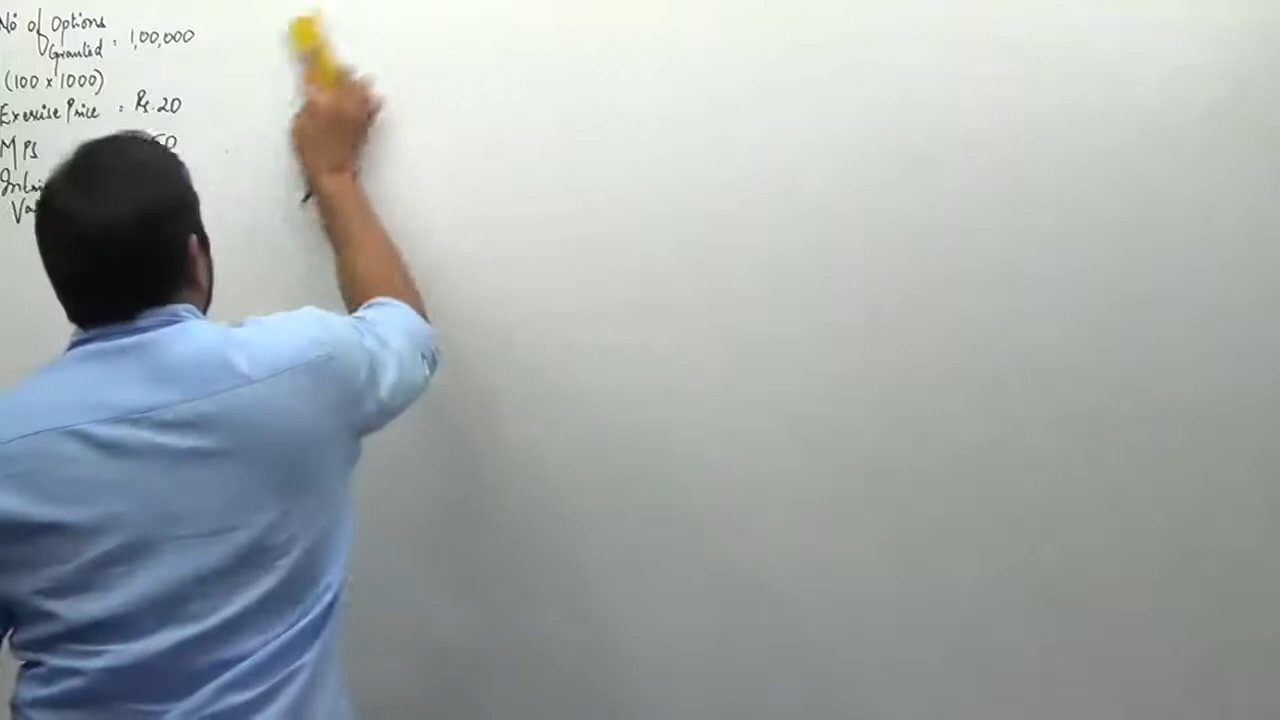 No of Options
Granted = 1,00,000
(100 x 1000)
Exercise Price = Rs. 20
MPS